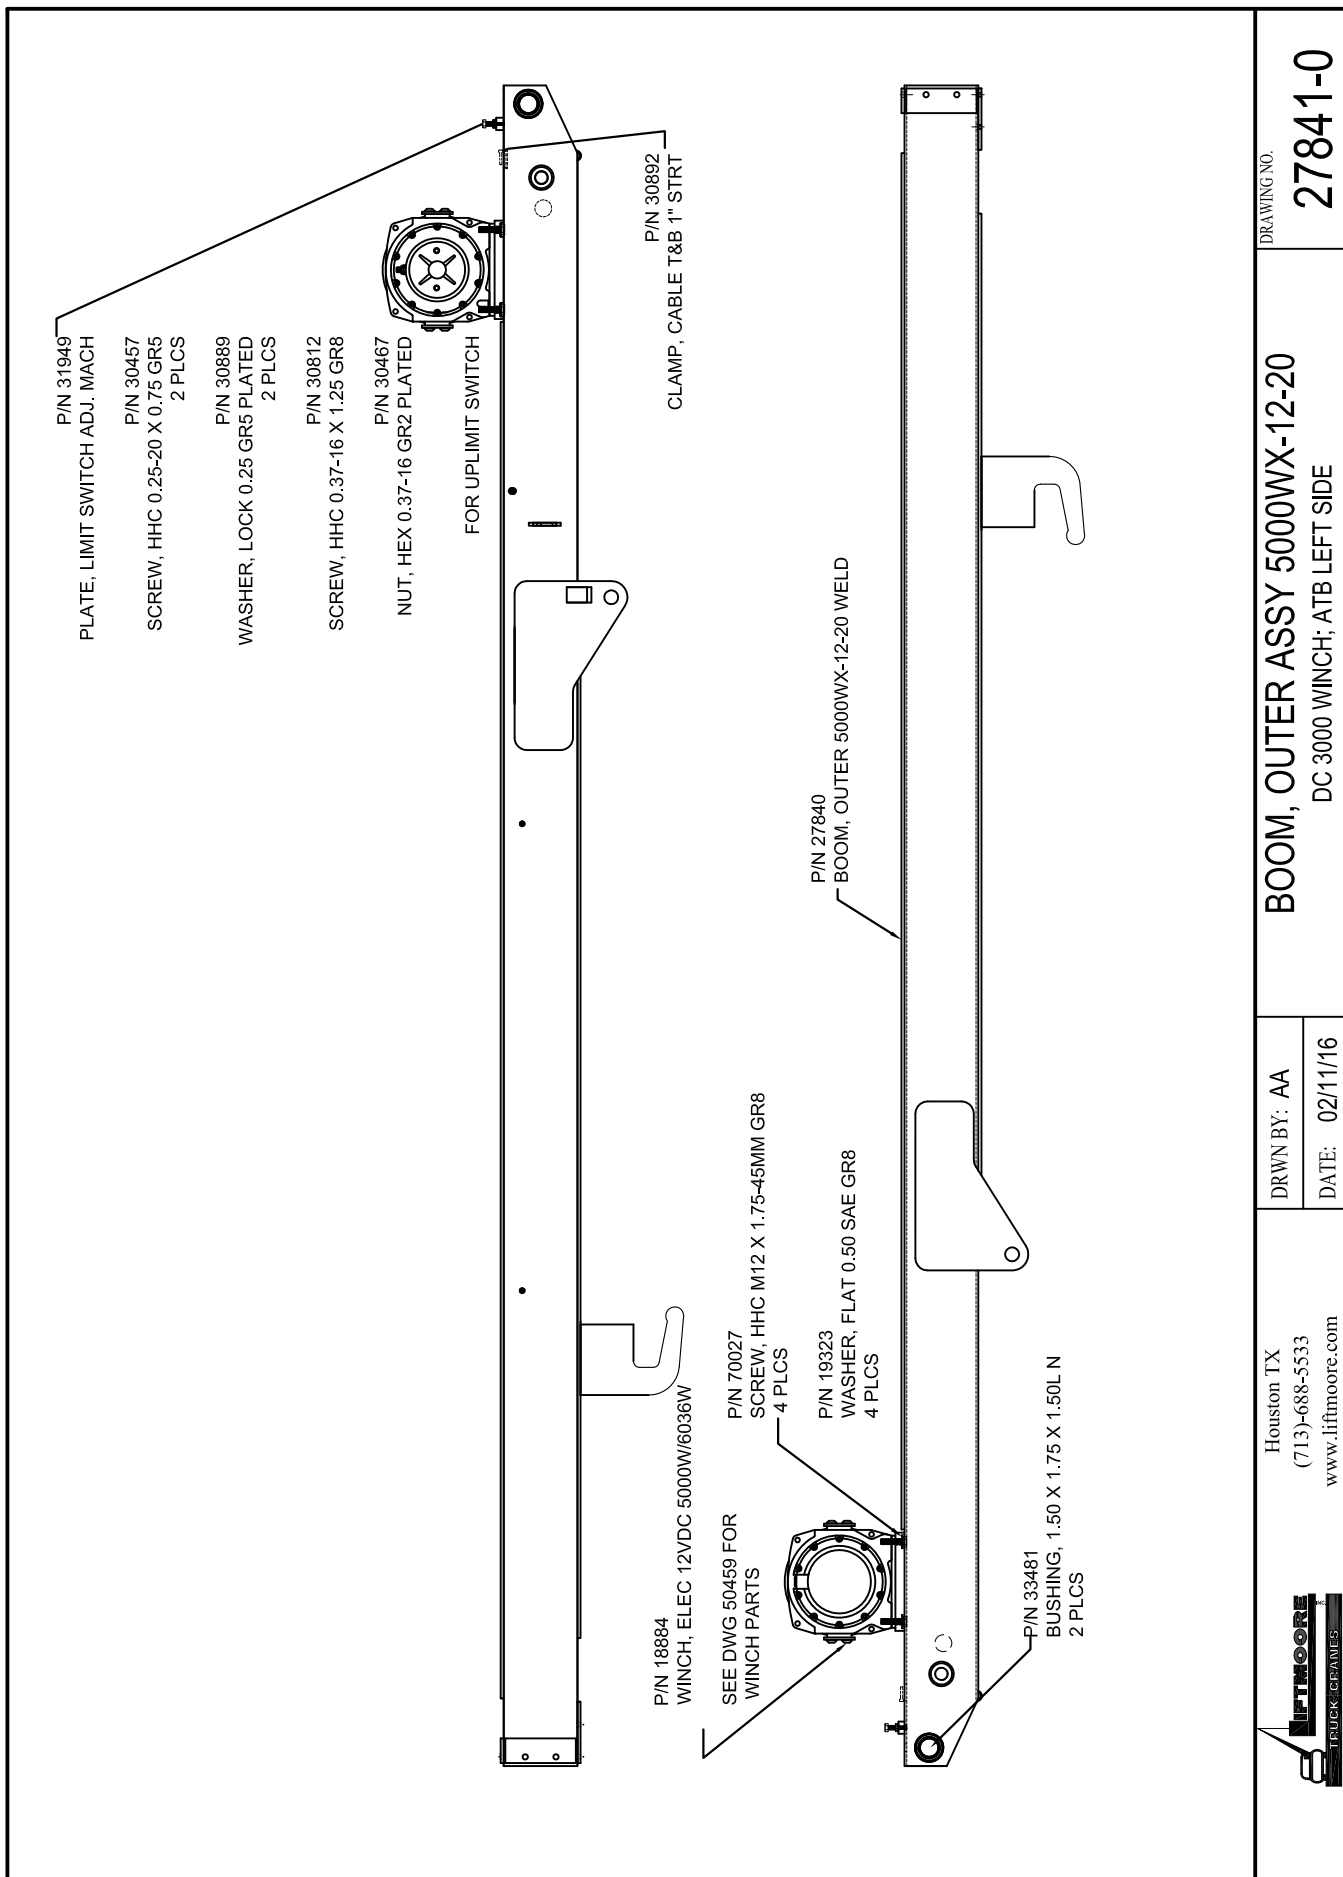 P/N 31949
PLATE, LIMIT SWITCH ADJ. MACH
P/N 30457
SCREW, HHC 0.25-20 X 0.75 GR5
2 PLCS
P/N 30889
WASHER, LOCK 0.25 GR5 PLATED
2 PLCS
P/N 30812
SCREW, HHC 0.37-16 X 1.25 GR8
P/N 30467
NUT, HEX 0.37-16 GR2 PLATED
FOR UPLIMIT SWITCH
P/N 30892
CLAMP, CABLE T&B 1" STRT
P/N 18884
WINCH, ELEC 12VDC 5000W/6036W
SEE DWG 50459 FOR
WINCH PARTS
P/N 70027
SCREW, HHC M12 X 1.75-45MM GR8
4 PLCS
P/N 19323
WASHER, FLAT 0.50 SAE GR8
4 PLCS
P/N 27840
BOOM, OUTER 5000WX-12-20 WELD
P/N 33481
BUSHING, 1.50 X 1.75 X 1.50L N
2 PLCS
LIFTMOORE INC.
TRUCK CRANES
Houston TX
(713)-688-5533
www.liftmoore.com
DRWN BY: AA
DATE: 02/11/16
BOOM, OUTER ASSY 5000WX-12-20
DC 3000 WINCH; ATB LEFT SIDE
DRAWING NO.
27841-0